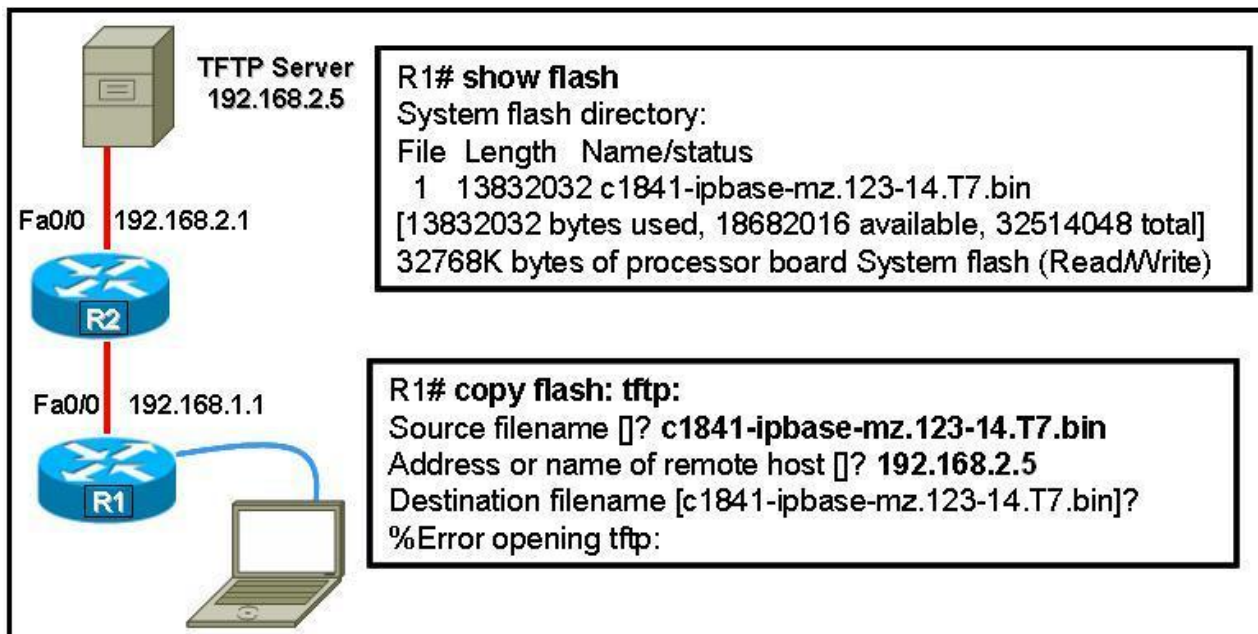 TFTP Server
192.168.2.5
Fa0/0 192.168.2.1
R2
Fa0/0 192.168.1.1
R1
R1# show flash
System flash directory:
File Length Name/status
1 13832032 c1841-ipbase-mz.123-14.T7.bin
[13832032 bytes used, 18682016 available, 32514048 total]
32768K bytes of processor board System flash (Read/Write)
R1# copy flash: tftp:
Source filename []? c1841-ipbase-mz.123-14.T7.bin
Address or name of remote host []? 192.168.2.5
Destination filename [c1841-ipbase-mz.123-14.T7.bin]?
%Error opening tftp: